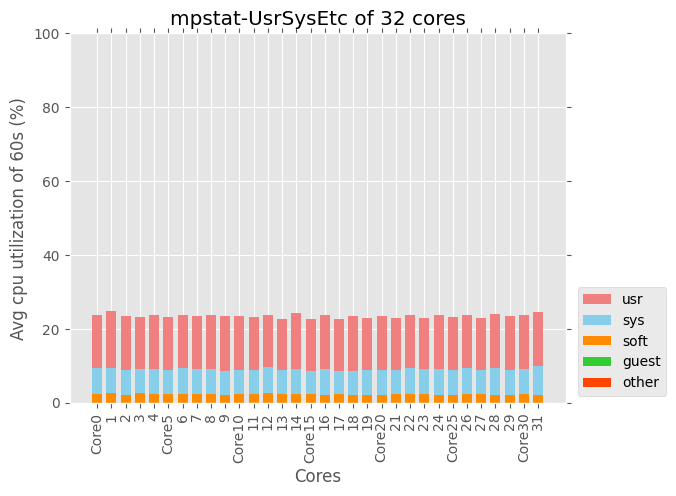 mpstat-UsrSysEtc of 32 cores
Avg cpu utilization of 60s (%)
100
80
60
40
20
0
Core0
1
2
3
4
Core5
6
7
8
9
Core10
11
12
13
14
Core15
16
17
18
19
Core20
21
22
23
24
Core25
26
27
28
29
Core30
31
Cores
usr
sys
soft
guest
other